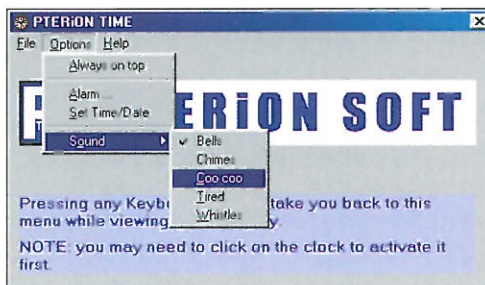 PTERiON TIME
File Options Help
Always on top
Alarm ...
Set Time/Date
Sound
Bells
Chimes
Coo coo
Tired
Whistles
ERiON SOFT
Pressing any take you back to this
menu while viewing
NOTE: you may need to click on the clock to activate it
first.